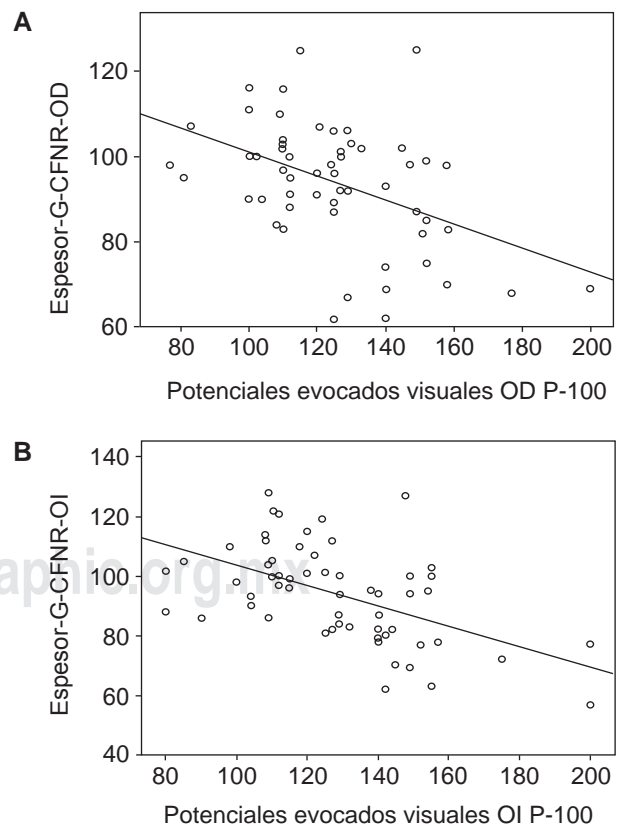 A
Espesor-G-CFNR-OD
120
100
80
60
80 100 120 140 160 180 200
Potenciales evocados visuales OD P-100
B
Espesor-G-CFNR-OI
140
120
100
80
60
40
80 100 120 140 160 180 200
Potenciales evocados visuales OI P-100
aphic.org.mx